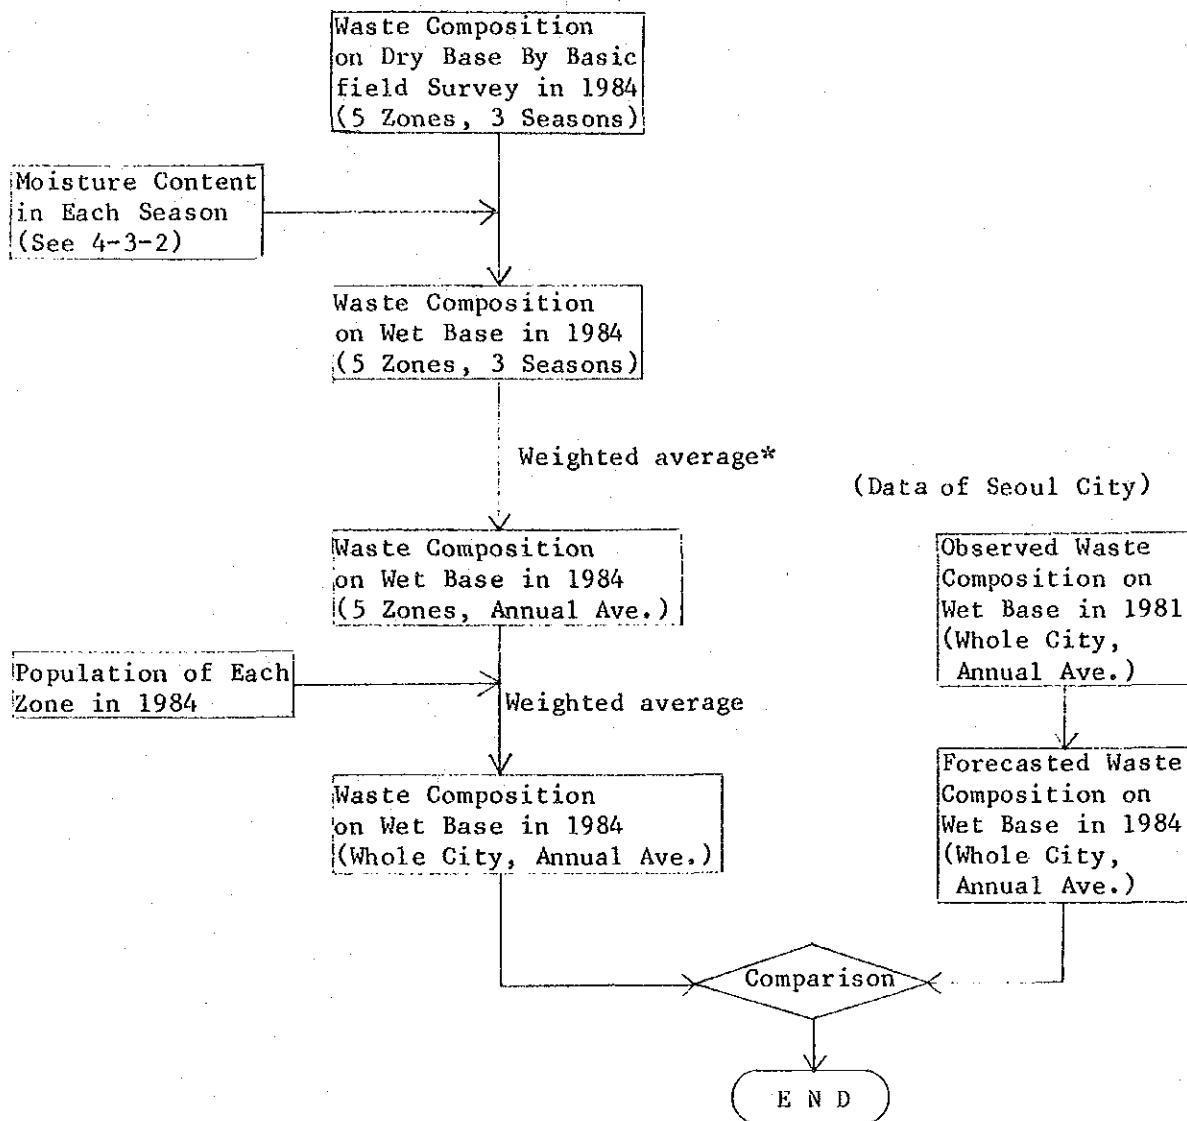 Waste Composition
on Dry Base By Basic
field Survey in 1984
(5 Zones, 3 Seasons)
Moisture Content
in Each Season
(See 4-3-2)
Waste Composition
on Wet Base in 1984
(5 Zones, 3 Seasons)
Weighted average*
(Data of Seoul City)
Waste Composition
on Wet Base in 1984
(5 Zones, Annual Ave.)
Observed Waste
Composition on
Wet Base in 1981
(Whole City,
Annual Ave.)
Population of Each
Zone in 1984
Weighted average
Waste Composition
on Wet Base in 1984
(Whole City, Annual Ave.)
Forecasted Waste
Composition on
Wet Base in 1984
(Whole City,
Annual Ave.)
Comparison
E N D